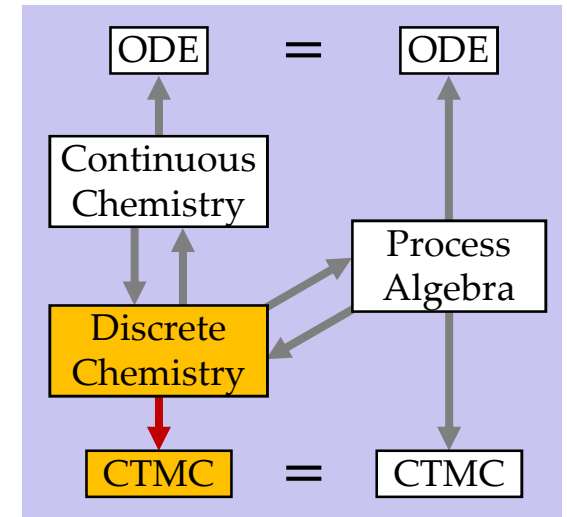 ODE = ODE
Continuous
Chemistry
Process
Algebra
Discrete
Chemistry
CTMC = CTMC